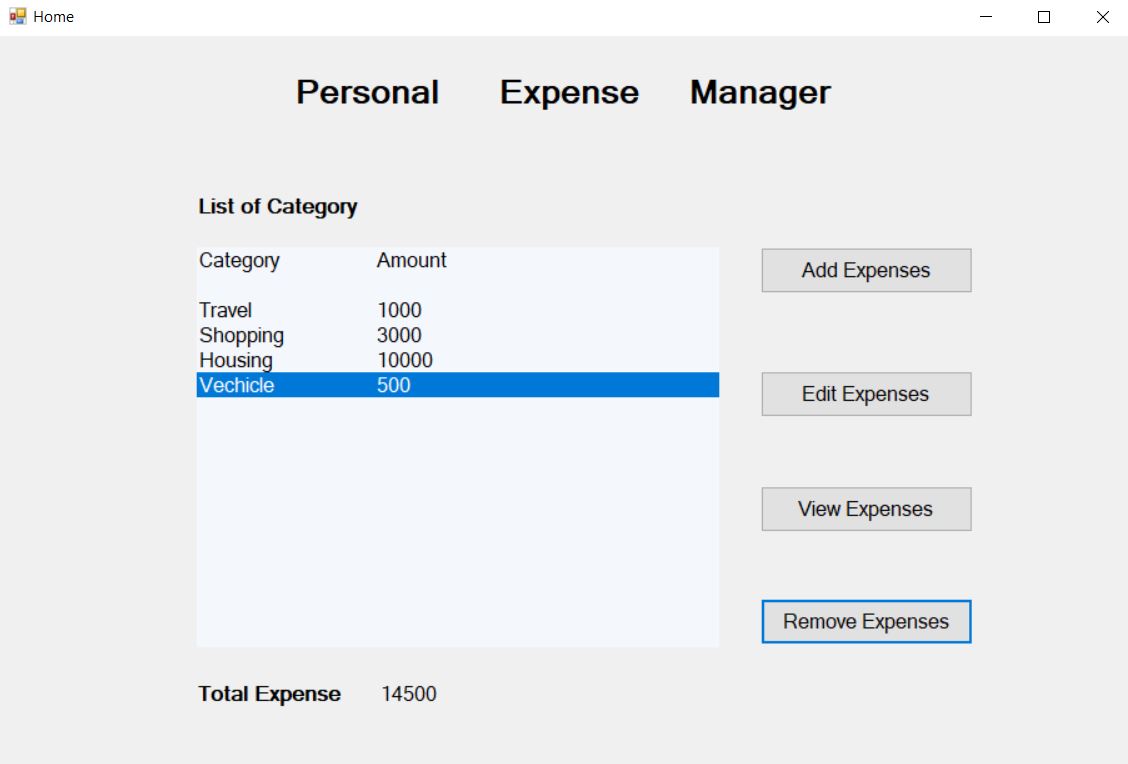 Home
Personal Expense Manager
List of Category
Category Amount
Add Expenses
Travel 1000
Shopping 3000
Housing 10000
Vechicle 500
Edit Expenses
View Expenses
Remove Expenses
Total Expense 14500